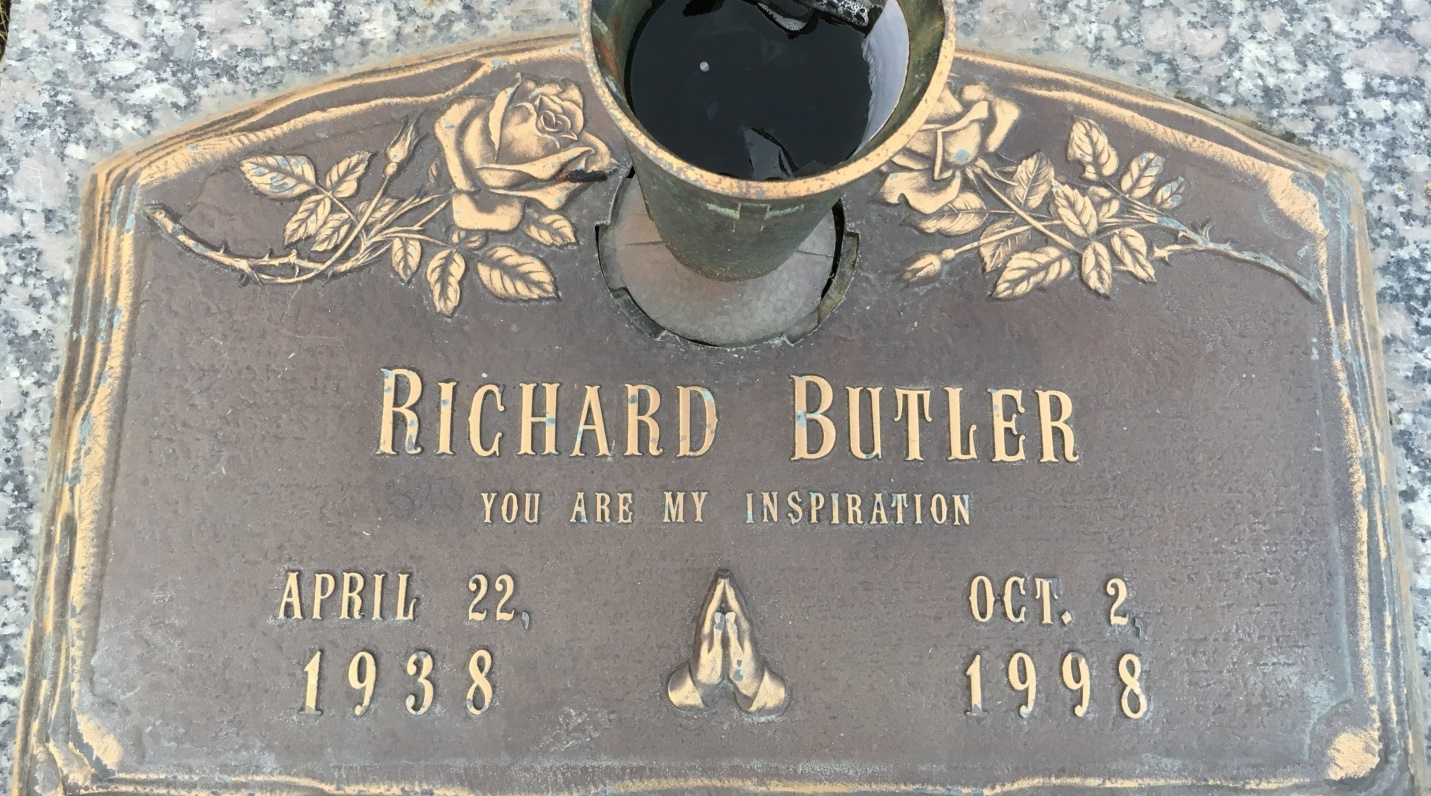 RICHARD BUTLER
YOU ARE MY INSPIRATION
APRIL 22, 1938
OCT. 2, 1998